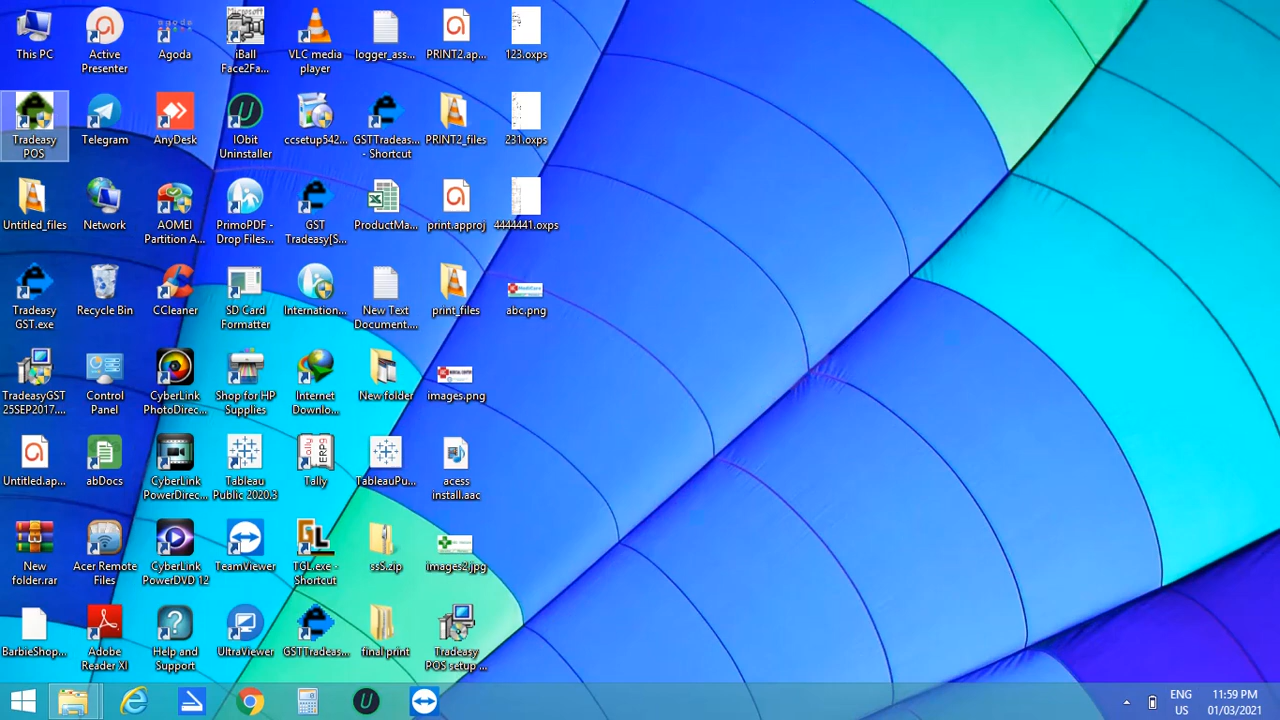 This PC
Active
Presenter
Agoda
iBall
Face2Fa...
VLC media
player
logger_ass...
PRINT2.ap...
123.oxps
Tradeasy
POS
Telegram
AnyDesk
IObit
Uninstaller
ccsetup542...
GSTTradeas...
- Shortcut
PRINT2_files
231.oxps
Untitled_files
Network
AOMEI
Partition A...
PrimoPDF -
Drop Files...
GST
Tradeasy[S...
ProductMa...
print.approj
4444441.oxps
Tradeasy
GST.exe
Recycle Bin
CCleaner
SD Card
Formatter
Internation...
New Text
Document....
print_files
abc.png
TradeasyGST
25SEP2017....
Control
Panel
CyberLink
PhotoDirec...
Shop for HP
Supplies
Internet
Downlo...
New folder
images.png
Untitled.ap...
abDocs
CyberLink
PowerDirec...
Tableau
Public 2020.3
Tally
TableauPu...
acess
install.aac
New
folder.rar
Acer Remote
Files
CyberLink
PowerDVD 12
TeamViewer
TGL.exe -
Shortcut
ssS.zip
images2.jpg
BarbieShop...
Adobe
Reader XI
Help and
Support
UltraViewer
GSTTradeas...
final print
Tradeasy
POS setup ...
ENG
US
11:59 PM
01/03/2021